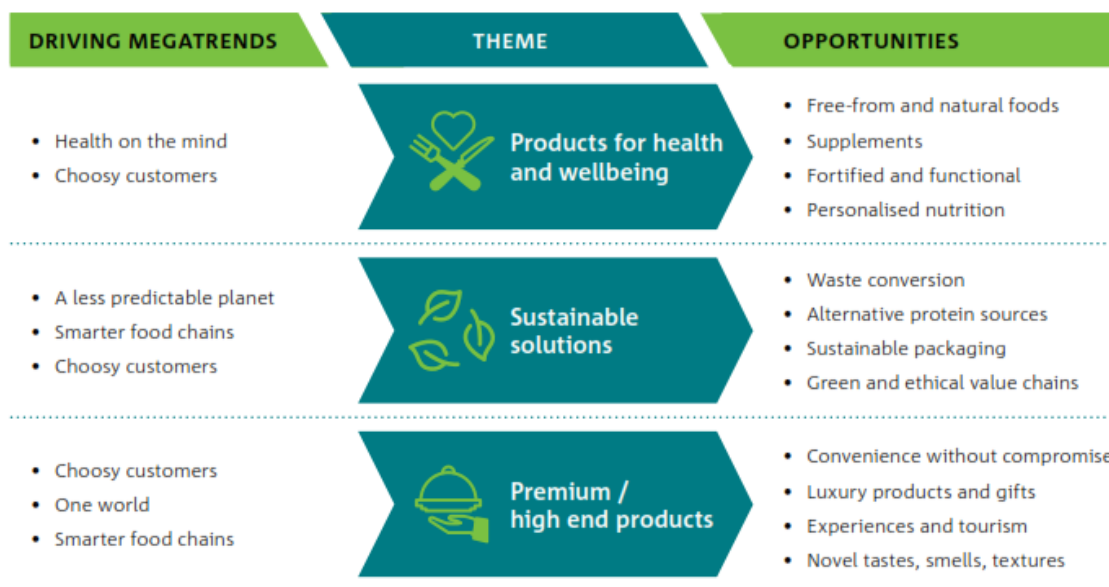 DRIVING MEGATRENDS
THEME
OPPORTUNITIES
• Health on the mind
• Choosy customers
Products for health
and wellbeing
• Free-from and natural foods
• Supplements
• Fortified and functional
• Personalised nutrition
• A less predictable planet
• Smarter food chains
• Choosy customers
Sustainable
solutions
• Waste conversion
• Alternative protein sources
• Sustainable packaging
• Green and ethical value chains
• Choosy customers
• One world
• Smarter food chains
Premium /
high end products
• Convenience without compromise
• Luxury products and gifts
• Experiences and tourism
• Novel tastes, smells, textures